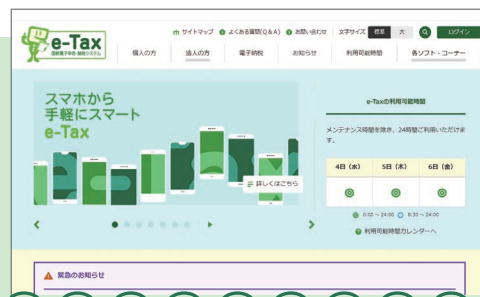 e-Tax
国税電子申告・納税システム
サイトマップ よくある質問(Q&A) お問い合わせ 文字サイズ 標準 大 ログイン
個人の方 法人の方 電子納税 お知らせ 利用可能時間 各ソフト・コーナー
スマホから
手軽にスマート
e-Tax
詳しくはこちら
e-Taxの利用可能時間
メンテナンス時間を除き、24時間ご利用いただけま
す。
4日(水) 5日(木) 6日(金)
0:00 ~ 24:00 8:30 ~ 24:00
利用可能時間カレンダーへ
緊急のお知らせ